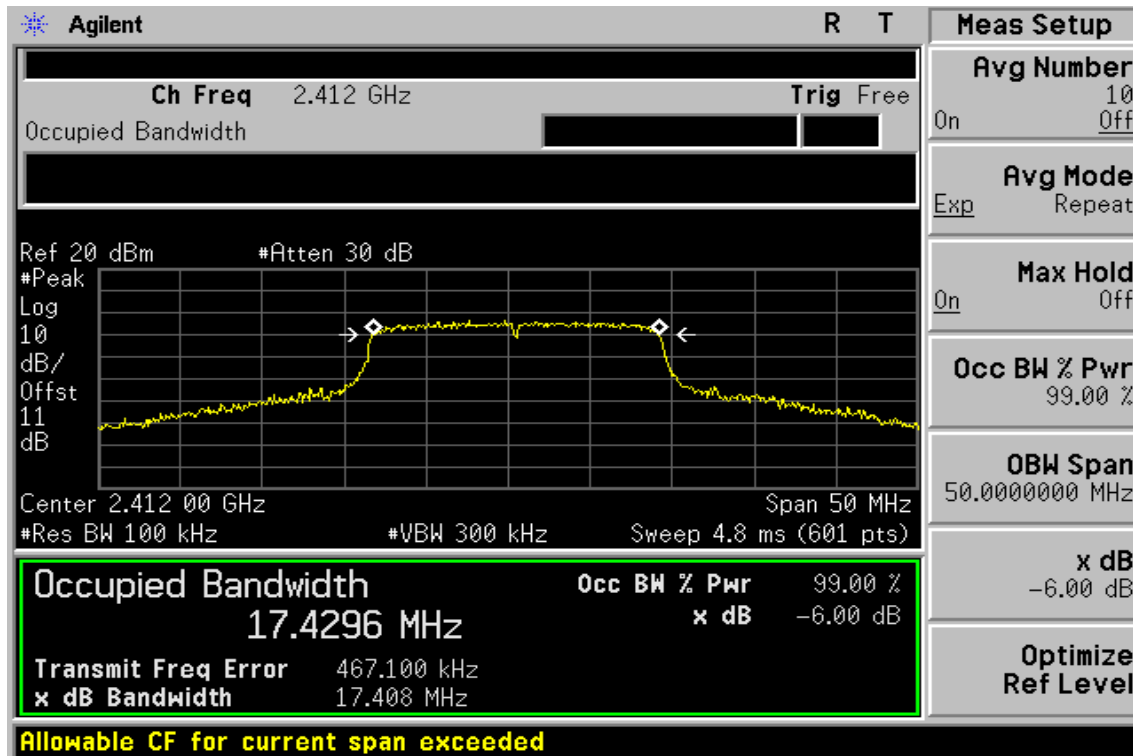 Agilent R T
Ch Freq 2.412 GHz Trig Free
Occupied Bandwidth
Ref 20 dBm #Atten 30 dB
#Peak
Log
10
dB/
Offst
11
dB
Center 2.412 00 GHz Span 50 MHz
#Res BW 100 kHz #VBW 300 kHz Sweep 4.8 ms (601 pts)
Occupied Bandwidth Occ BW % Pwr 99.00 %
17.4296 MHz x dB -6.00 dB
Transmit Freq Error 467.100 kHz
x dB Bandwidth 17.408 MHz
Allowable CF for current span exceeded
Meas Setup
Avg Number
10
On Off
Avg Mode
Exp Repeat
Max Hold
On Off
Occ BW % Pwr
99.00 %
OBW Span
50.0000000 MHz
x dB
-6.00 dB
Optimize
Ref Level